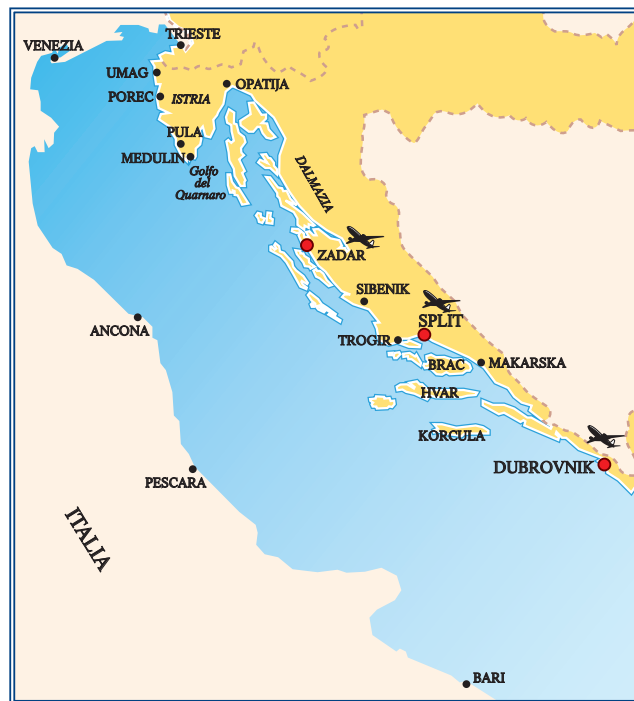 TRIESTE
VENEZIA
UMAG
OPATIJA
POREC
ISTRIA
PULA
MEDULIN
Golfo
del
Quarnaro
DALMAZIA
ZADAR
SIBENIK
SPLIT
ANCONA
TROGIR
BRAC
MAKARSKA
HVAR
KORCULA
DUBROVNIK
PESCARA
ITALIA
BARI